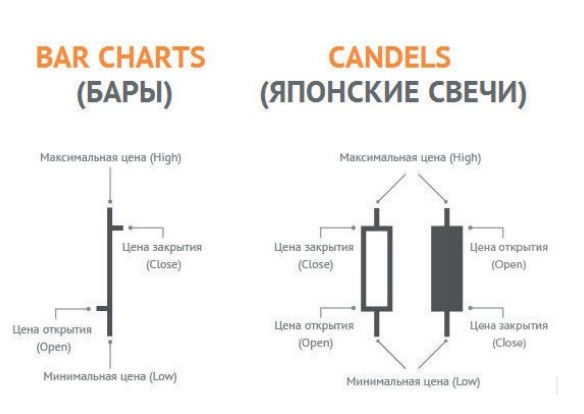 BAR CHARTS
(БАРЫ)
CANDELS
(ЯПОНСКИЕ СВЕЧИ)
Максимальная цена (High)
Цена закрытия
(Close)
Цена открытия
(Open)
Минимальная цена (Low)
Максимальная цена (High)
Цена закрытия
(Close)
Цена открытия
(Open)
Цена открытия
(Open)
Цена закрытия
(Close)
Минимальная цена (Low)